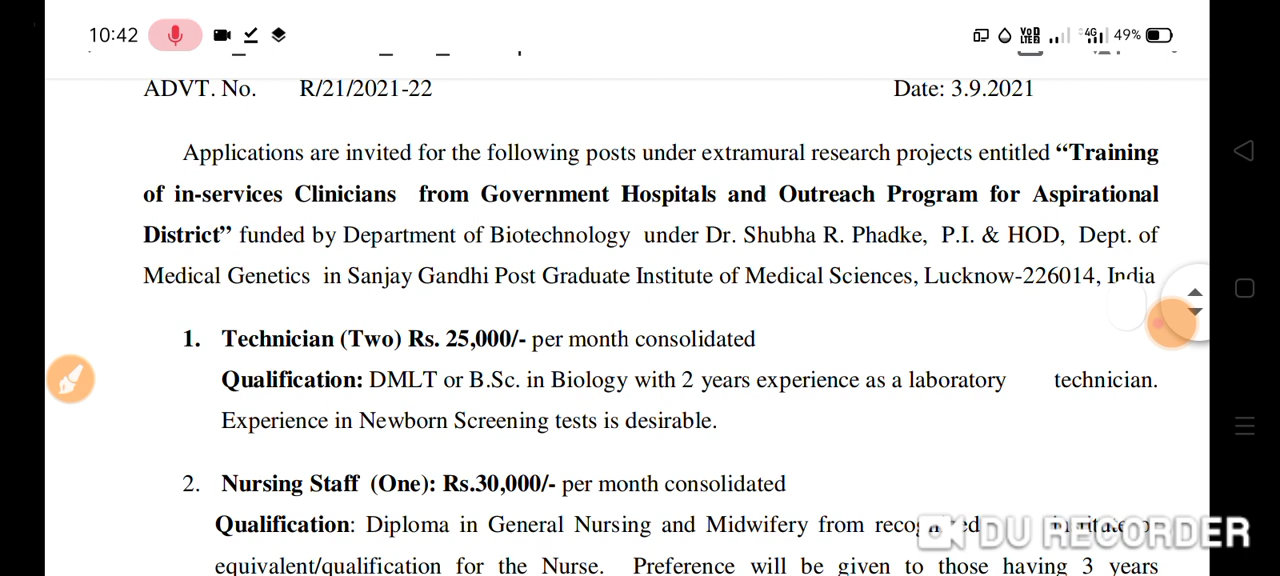 10:42 VoD LTE2 4G 49%
ADVT. No. R/21/2021-22 Date: 3.9.2021
Applications are invited for the following posts under extramural research projects entitled “Training
of in-services Clinicians from Government Hospitals and Outreach Program for Aspirational
District” funded by Department of Biotechnology under Dr. Shubha R. Phadke, P.I. & HOD, Dept. of
Medical Genetics in Sanjay Gandhi Post Graduate Institute of Medical Sciences, Lucknow-226014, India
1. Technician (Two) Rs. 25,000/- per month consolidated
Qualification: DMLT or B.Sc. in Biology with 2 years experience as a laboratory technician.
Experience in Newborn Screening tests is desirable.
2. Nursing Staff (One): Rs.30,000/- per month consolidated
Qualification: Diploma in General Nursing and Midwifery from
DU RECORDER
equivalent/qualification for the Nurse. Preference will be given to those having 3 years